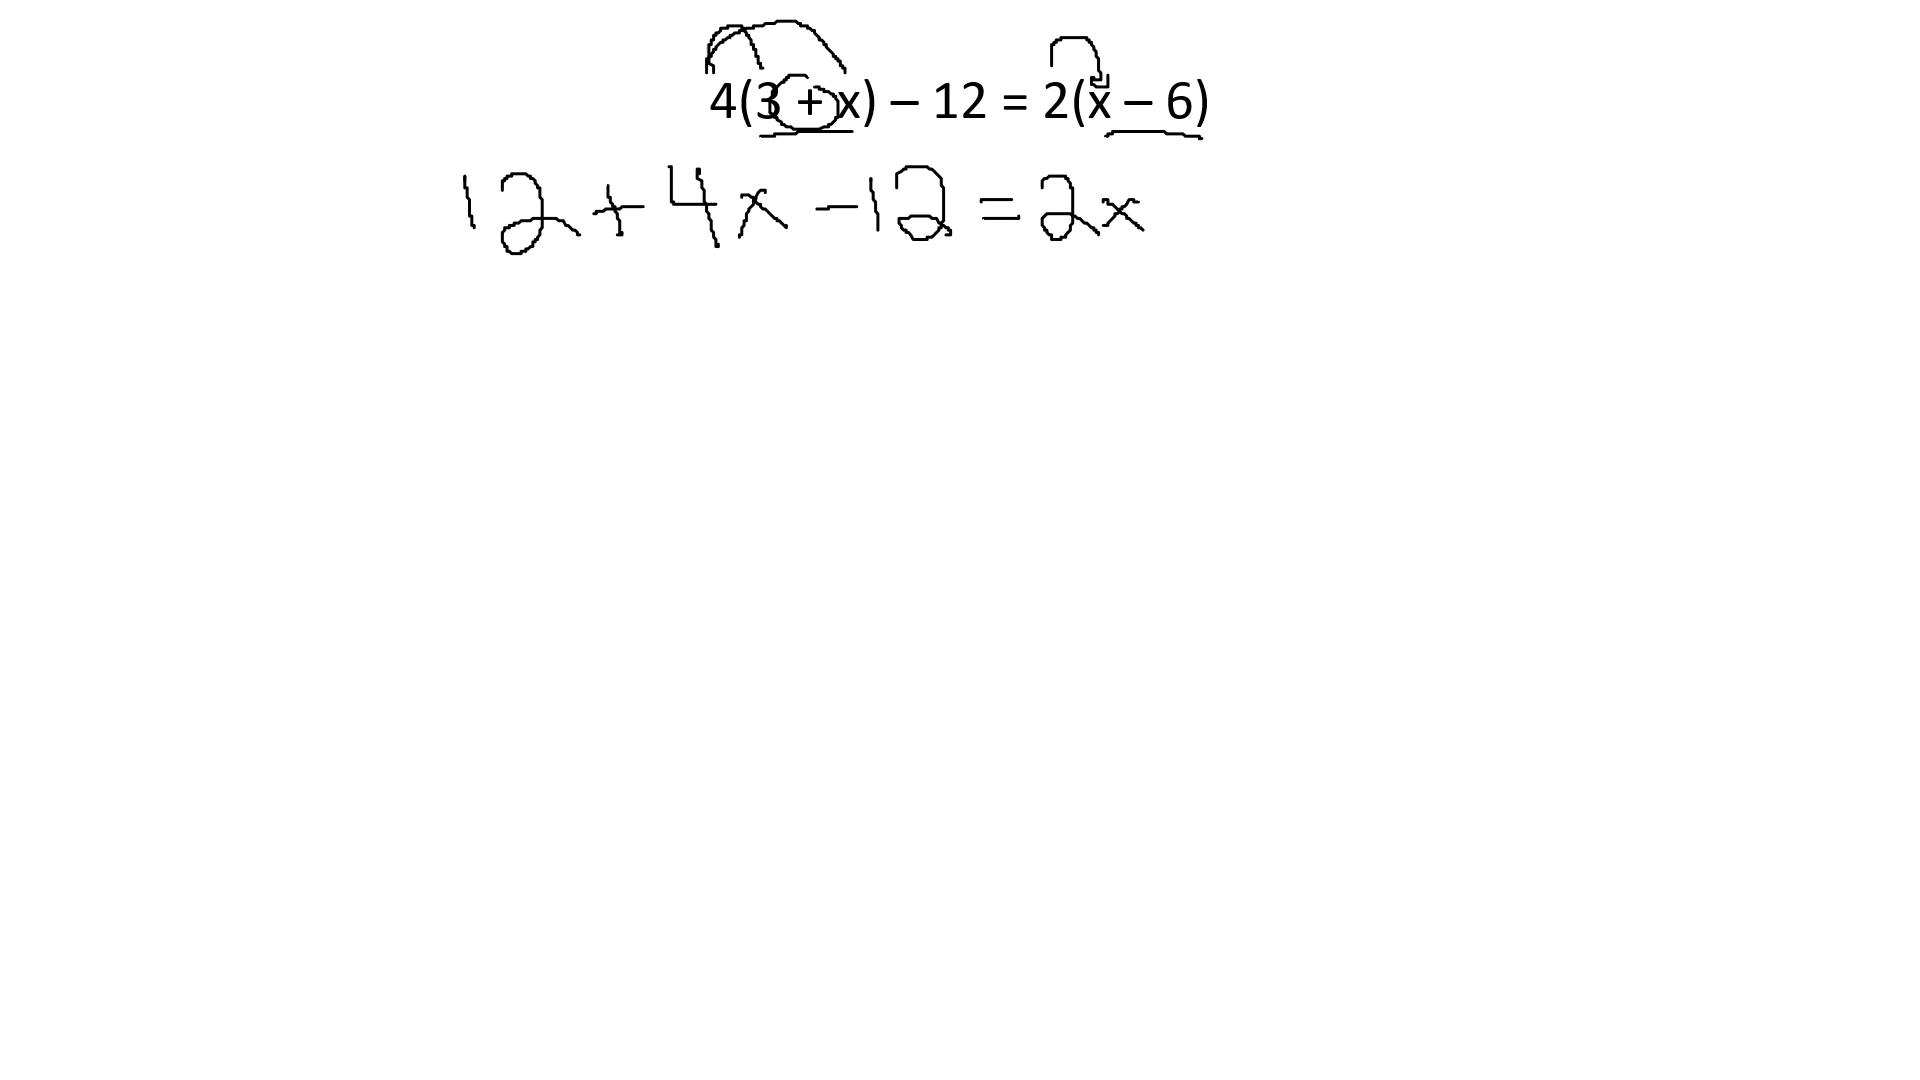 4(3 + x) – 12 = 2(x – 6)
12 + 4x - 12 = 2x